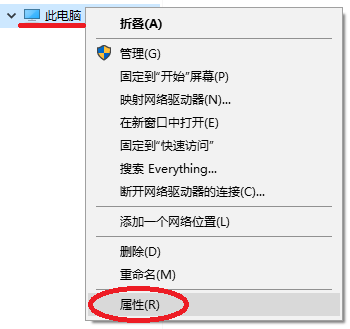 此电脑
折叠(A)
管理(G)
固定到"开始"屏幕(P)
映射网络驱动器(N)...
在新窗口中打开(E)
固定到"快速访问"
搜索 Everything...
断开网络驱动器的连接(C)...
添加一个网络位置(L)
删除(D)
重命名(M)
属性(R)